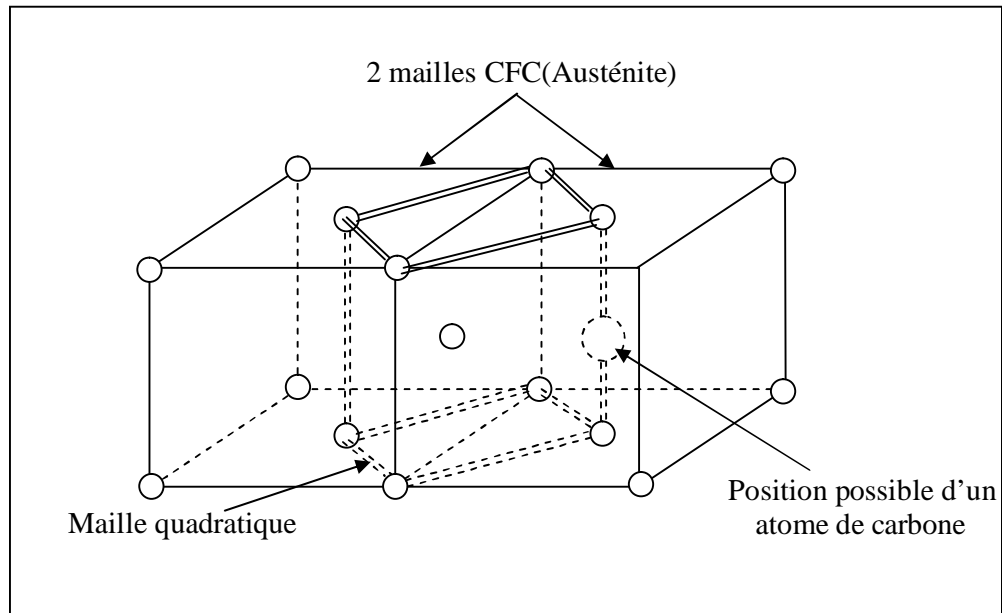 2 mailles CFC(Austénite)
Maille quadratique
Position possible d’un
atome de carbone